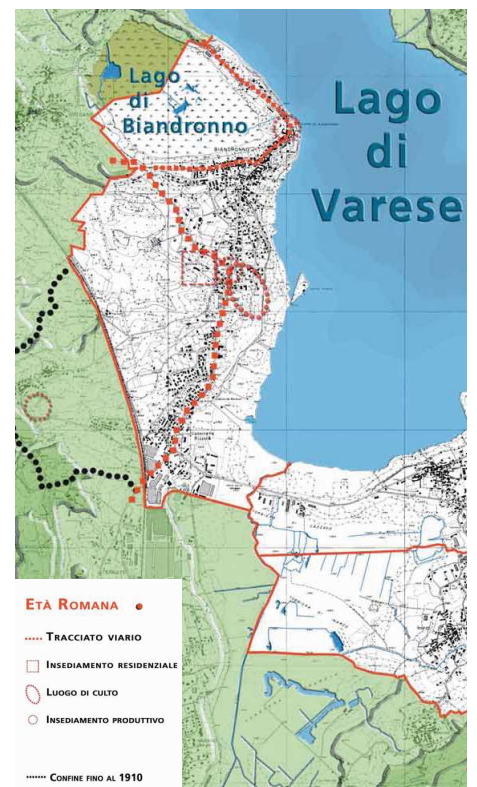 Lago
di
Biandronno
Lago
di
Varese
BIANDRONNO
ETÀ ROMANA
TRACCIATO VIARIO
INSEDIAMENTO RESIDENZIALE
LUOGO DI CULTO
INSEDIAMENTO PRODUTTIVO
CONFINE FINO AL 1910